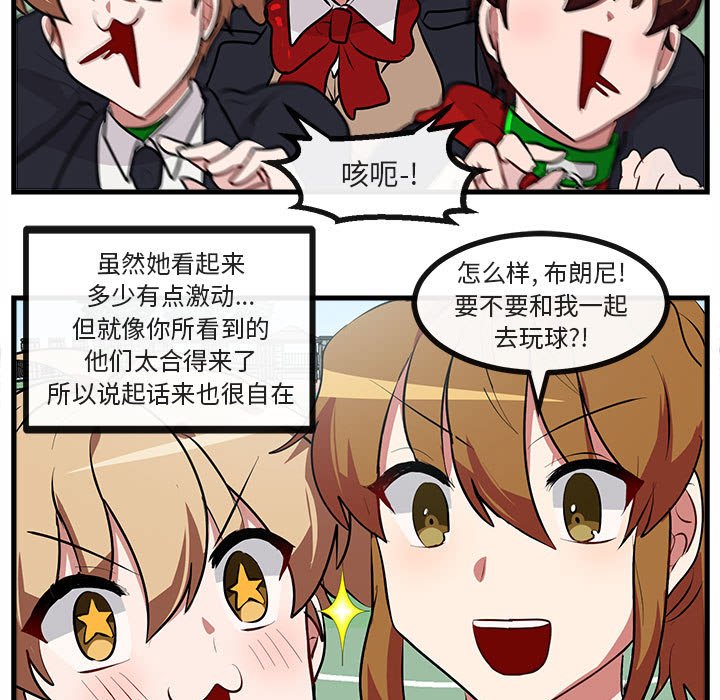 咳呃-!
虽然她看起来
多少有点激动...
但就像你所看到的
他们太合得来了
所以说起话来也很自在
怎么样, 布朗尼!
要不要和我一起
去玩球?!